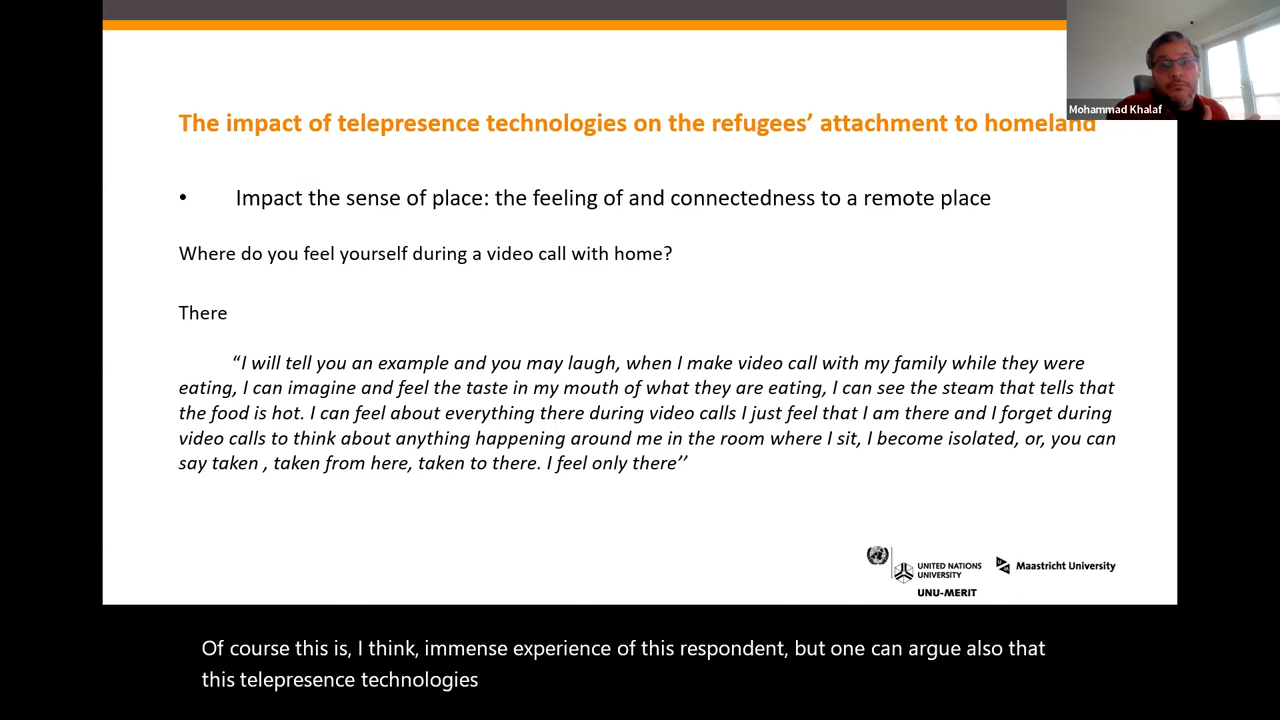 Mohammad Khalaf
The impact of telepresence technologies on the refugees’ attachment to homeland
• Impact the sense of place: the feeling of and connectedness to a remote place
Where do you feel yourself during a video call with home?
There
“I will tell you an example and you may laugh, when I make video call with my family while they were
eating, I can imagine and feel the taste in my mouth of what they are eating, I can see the steam that tells that
the food is hot. I can feel about everything there during video calls I just feel that I am there and I forget during
video calls to think about anything happening around me in the room where I sit, I become isolated, or, you can
say taken , taken from here, taken to there. I feel only there’’
UNITED NATIONS
UNIVERSITY
UNU-MERIT
Maastricht University
Of course this is, I think, immense experience of this respondent, but one can argue also that
this telepresence technologies